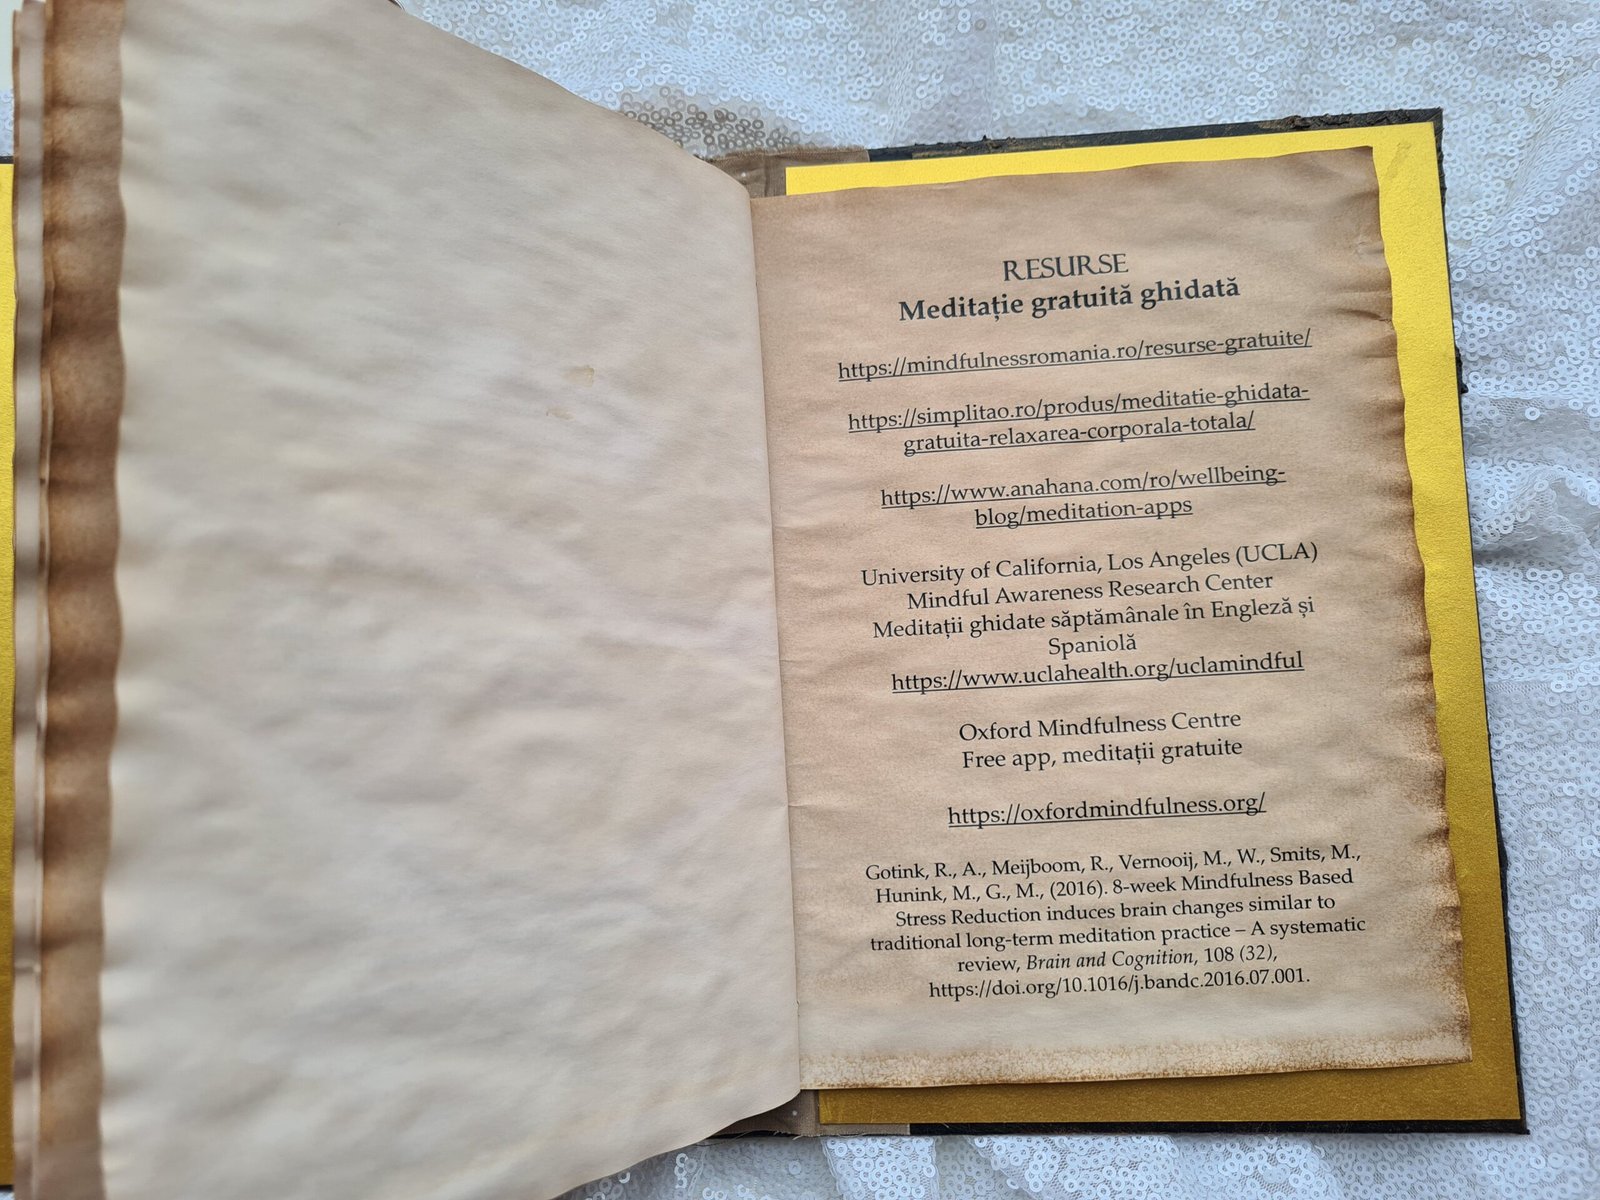 RESURSE
Meditație gratuită ghidată
https://mindfulnessromania.ro/resurse-gratuite/
https://simplitao.ro/produs/meditatie-ghidata-
gratuita-relaxarea-corporala-totala/
https://www.anahana.com/ro/wellbeing-
blog/meditation-apps
University of California, Los Angeles (UCLA)
Mindful Awareness Research Center
Meditații ghidate săptămânale în Engleză și
Spaniolă
https://www.uclahealth.org/uclamindful
Oxford Mindfulness Centre
Free app, meditații gratuite
https://oxfordmindfulness.org/
Gotink, R., A., Meijboom, R., Vernooij, M., W., Smits, M.,
Hunink, M., G., M., (2016). 8-week Mindfulness Based
Stress Reduction induces brain changes similar to
traditional long-term meditation practice – A systematic
review, Brain and Cognition, 108 (32),
https://doi.org/10.1016/j.bandc.2016.07.001.